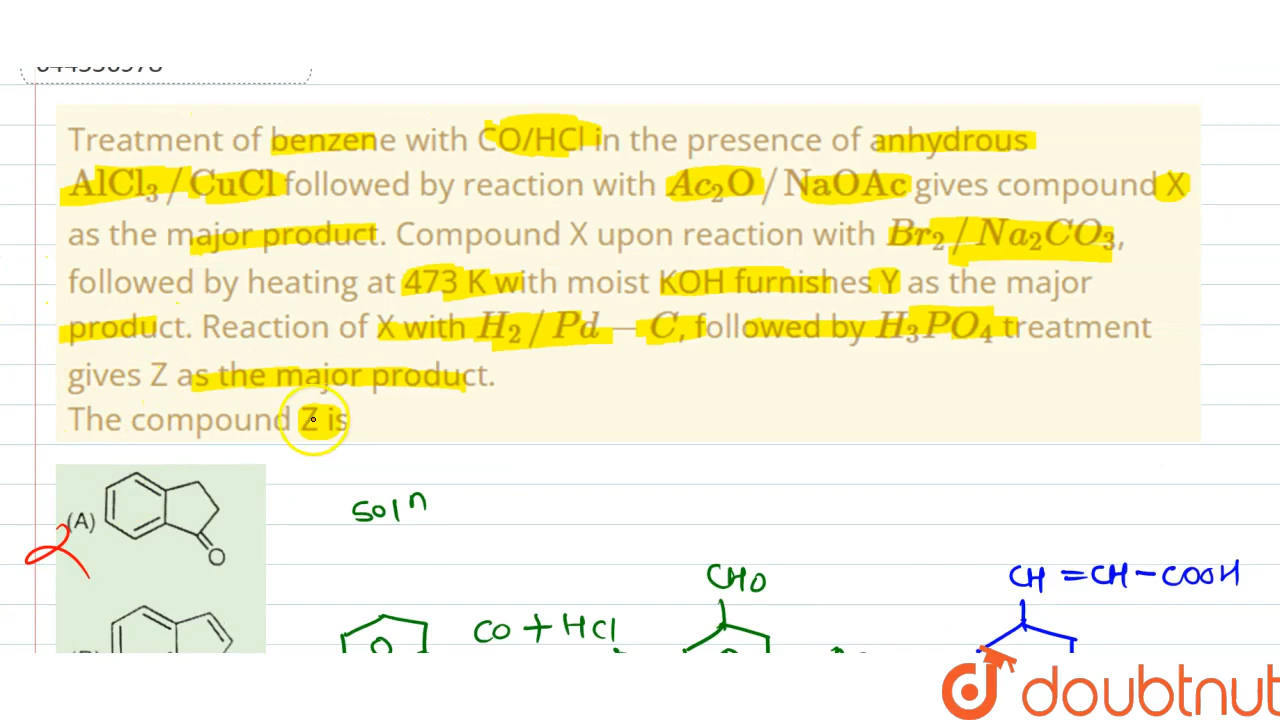 Treatment of benzene with CO/HCl in the presence of anhydrous
AlCl₃/CuCl followed by reaction with Ac₂O/NaOAc gives compound X
as the major product. Compound X upon reaction with Br₂/Na₂CO₃,
followed by heating at 473 K with moist KOH furnishes Y as the major
product. Reaction of X with H₂/Pd – C, followed by H₃PO₄ treatment
gives Z as the major product.
The compound Z is
(A)
O
Solⁿ
CHO
CH = CH – COOH
CO + HCl
doubtnut